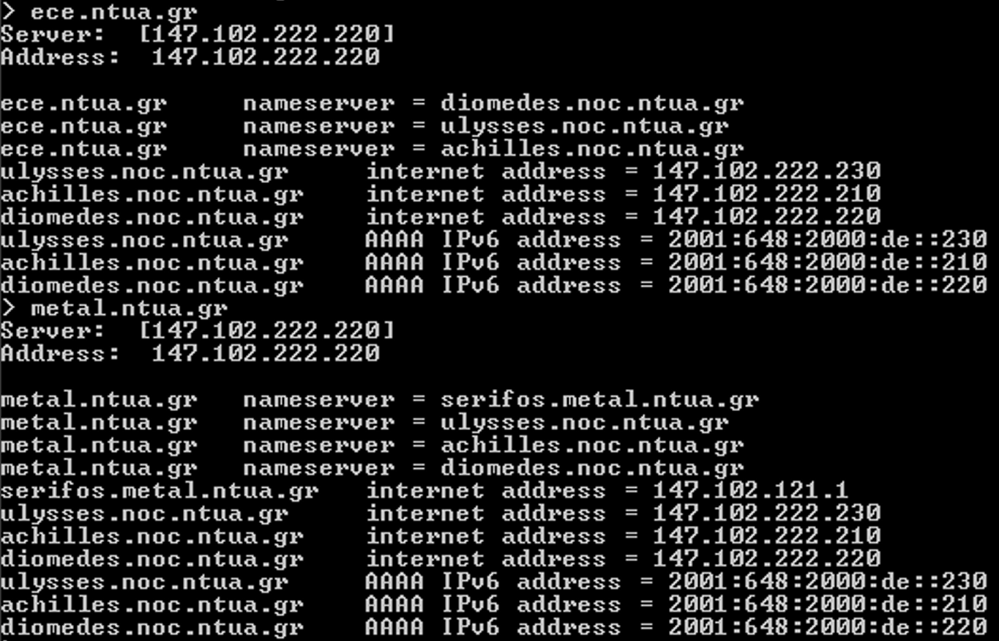 > ece.ntua.gr
Server:  [147.102.222.220]
Address:  147.102.222.220
ece.ntua.gr     nameserver = diomedes.noc.ntua.gr
ece.ntua.gr     nameserver = ulysses.noc.ntua.gr
ece.ntua.gr     nameserver = achilles.noc.ntua.gr
ulysses.noc.ntua.gr     internet address = 147.102.222.230
achilles.noc.ntua.gr    internet address = 147.102.222.210
diomedes.noc.ntua.gr    internet address = 147.102.222.220
ulysses.noc.ntua.gr     AAAA IPv6 address = 2001:648:2000:de::230
achilles.noc.ntua.gr    AAAA IPv6 address = 2001:648:2000:de::210
diomedes.noc.ntua.gr    AAAA IPv6 address = 2001:648:2000:de::220
> metal.ntua.gr
Server:  [147.102.222.220]
Address:  147.102.222.220
metal.ntua.gr   nameserver = serifos.metal.ntua.gr
metal.ntua.gr   nameserver = ulysses.noc.ntua.gr
metal.ntua.gr   nameserver = achilles.noc.ntua.gr
metal.ntua.gr   nameserver = diomedes.noc.ntua.gr
serifos.metal.ntua.gr   internet address = 147.102.121.1
ulysses.noc.ntua.gr     internet address = 147.102.222.230
achilles.noc.ntua.gr    internet address = 147.102.222.210
diomedes.noc.ntua.gr    internet address = 147.102.222.220
ulysses.noc.ntua.gr     AAAA IPv6 address = 2001:648:2000:de::230
achilles.noc.ntua.gr    AAAA IPv6 address = 2001:648:2000:de::210
diomedes.noc.ntua.gr    AAAA IPv6 address = 2001:648:2000:de::220